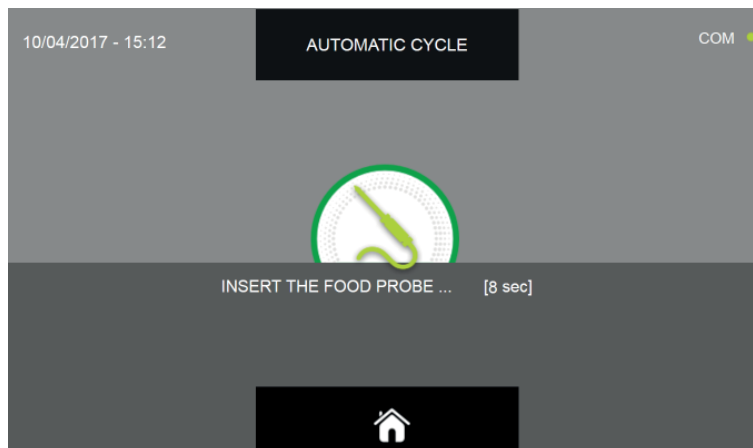 10/04/2017 - 15:12
AUTOMATIC CYCLE
COM
INSERT THE FOOD PROBE ... [8 sec]